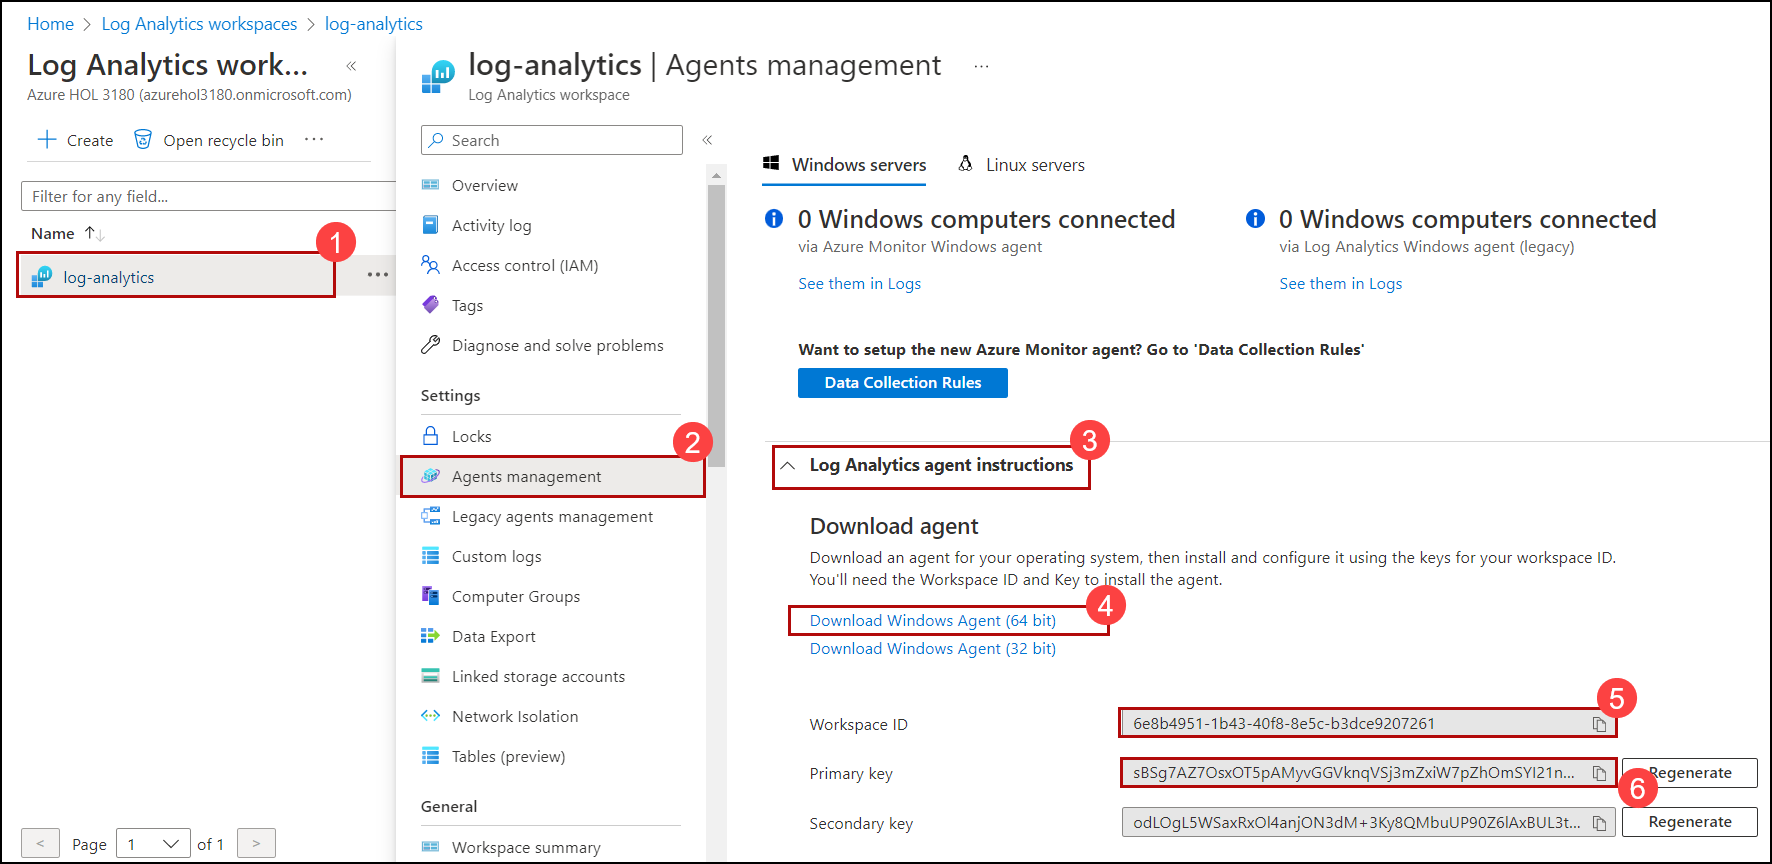 Home > Log Analytics workspaces > log-analytics
Log Analytics work... «
Azure HOL 3180 (azurehol3180.onmicrosoft.com)
+ Create Open recycle bin ...
Filter for any field...
Name ↑↓
1
log-analytics ...
< Page 1 of 1 >
log-analytics | Agents management ...
Log Analytics workspace
Search «
Overview
Activity log
Access control (IAM)
Tags
Diagnose and solve problems
Settings
Locks
2
Agents management
Legacy agents management
Custom logs
Computer Groups
Data Export
Linked storage accounts
Network Isolation
Tables (preview)
General
Workspace summary
Windows servers Linux servers
0 Windows computers connected
via Azure Monitor Windows agent
See them in Logs
0 Windows computers connected
via Log Analytics Windows agent (legacy)
See them in Logs
Want to setup the new Azure Monitor agent? Go to 'Data Collection Rules'
Data Collection Rules
3
Log Analytics agent instructions
Download agent
Download an agent for your operating system, then install and configure it using the keys for your workspace ID.
You'll need the Workspace ID and Key to install the agent.
4
Download Windows Agent (64 bit)
Download Windows Agent (32 bit)
5
Workspace ID 6e8b4951-1b43-40f8-8e5c-b3dce9207261
Primary key sBSg7AZ7OsxOT5pAMyvGGVknqVSj3mZxiW7pZhOmSYI21n... Regenerate
6
Secondary key odLOgL5WSaxRxOl4anjON3dM+3Ky8QMbuUP90Z6lAxBUL3t... Regenerate